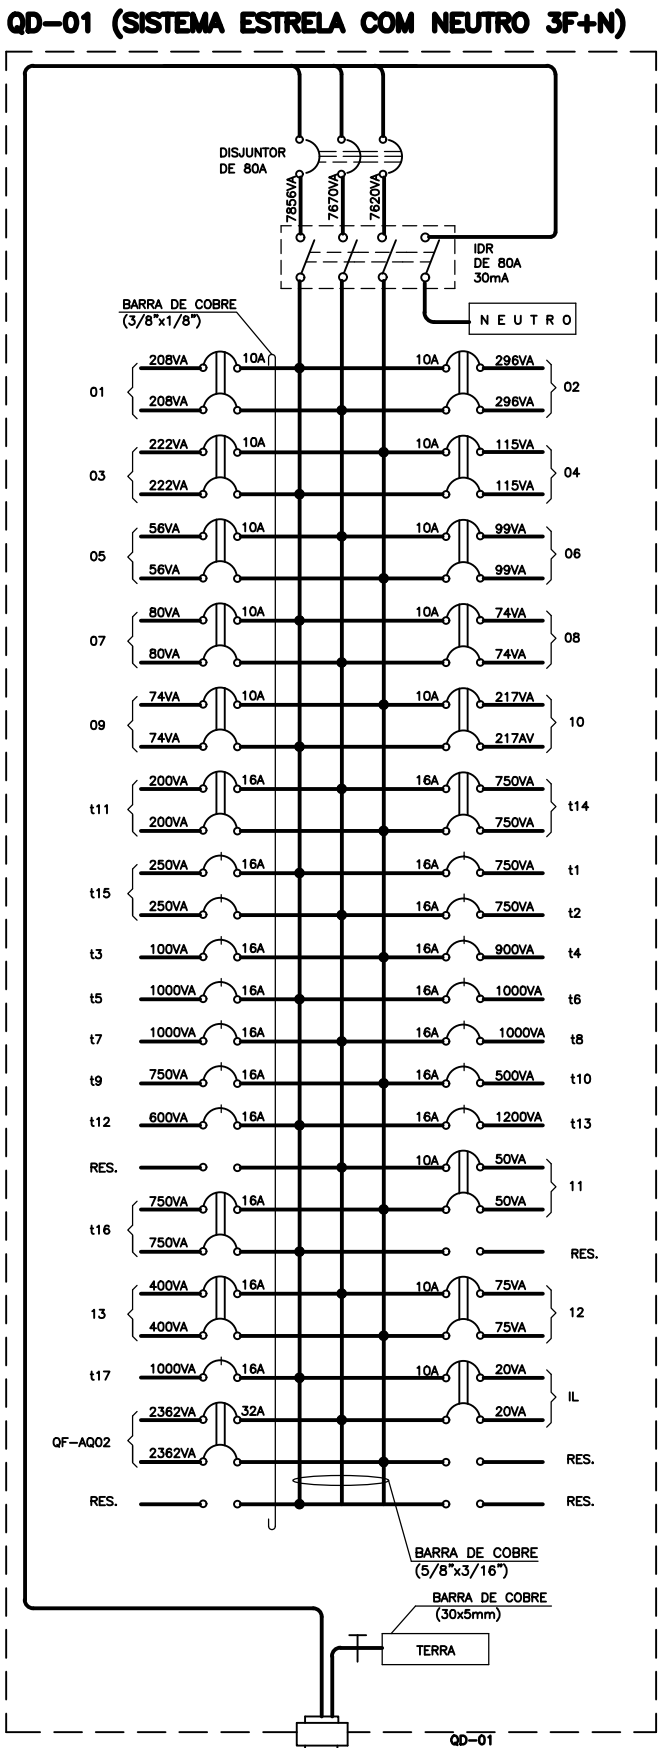 QD-01 (SISTEMA ESTRELA COM NEUTRO 3F+N)
DISJUNTOR
DE 80A
7856VA
7670VA
7620VA
IDR
DE 80A
30mA
N E U T R O
BARRA DE COBRE
(3/8"x1/8")
208VA 10A 10A 296VA
01 02
208VA 296VA
222VA 10A 10A 115VA
03 04
222VA 115VA
56VA 10A 10A 99VA
05 06
56VA 99VA
80VA 10A 10A 74VA
07 08
80VA 74VA
74VA 10A 10A 217VA
09 10
74VA 217AV
200VA 16A 16A 750VA
t11 t14
200VA 750VA
250VA 16A 16A 750VA t1
t15
250VA 16A 16A 750VA t2
t3 100VA 16A 16A 900VA t4
t5 1000VA 16A 16A 1000VA t6
t7 1000VA 16A 16A 1000VA t8
t9 750VA 16A 16A 500VA t10
t12 600VA 16A 16A 1200VA t13
RES. 10A 50VA
11
750VA 16A 50VA
t16
750VA RES.
400VA 16A 10A 75VA
13 12
400VA 75VA
t17 1000VA 16A 10A 20VA
IL
2362VA 32A 20VA
QF-AQ02
2362VA RES.
RES. RES.
BARRA DE COBRE
(5/8"x3/16")
BARRA DE COBRE
(30x5mm)
TERRA
QD-01